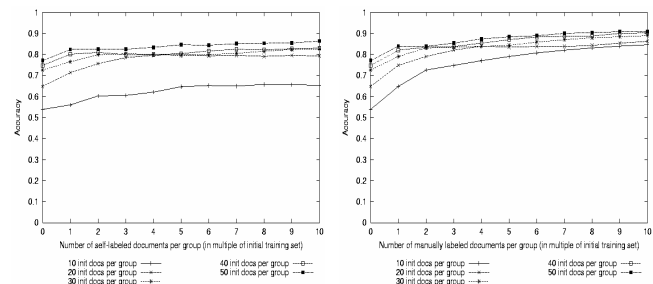 1
0.9
0.8
0.7
0.6
0.5
0.4
0.3
0.2
0.1
0
Accuracy
0 1 2 3 4 5 6 7 8 9 10
Number of self-labeled documents per group (in multiple of initial training set)
10 init docs per group
20 init docs per group
30 init docs per group
40 init docs per group
50 init docs per group
1
0.9
0.8
0.7
0.6
0.5
0.4
0.3
0.2
0.1
0
Accuracy
0 1 2 3 4 5 6 7 8 9 10
Number of manually labeled documents per group (in multiple of initial training set)
10 init docs per group
20 init docs per group
30 init docs per group
40 init docs per group
50 init docs per group